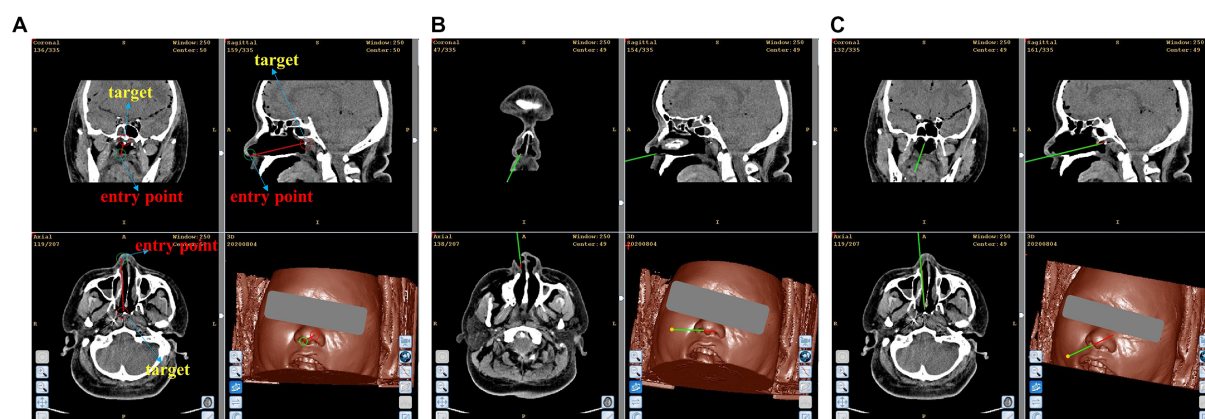 A
B
C
Coronal
136/335
S
Window:250
Center:50
target
R
L
entry point
I
Sagittal
159/335
S
Window:250
Center:50
target
A
P
entry point
I
Axial
119/207
A
Window:250
entry point
R
L
target
P
3D
20200804
Coronal
47/335
S
Window:250
Center:49
R
L
I
Sagittal
154/335
S
Window:250
Center:49
A
P
I
Axial
138/207
A
Window:250
Center:49
R
L
P
3D
20200804
Coronal
132/335
S
Window:250
Center:49
R
L
I
Sagittal
161/335
S
Window:250
Center:49
A
P
I
Axial
119/207
A
Window:250
Center:49
R
L
P
3D
20200804